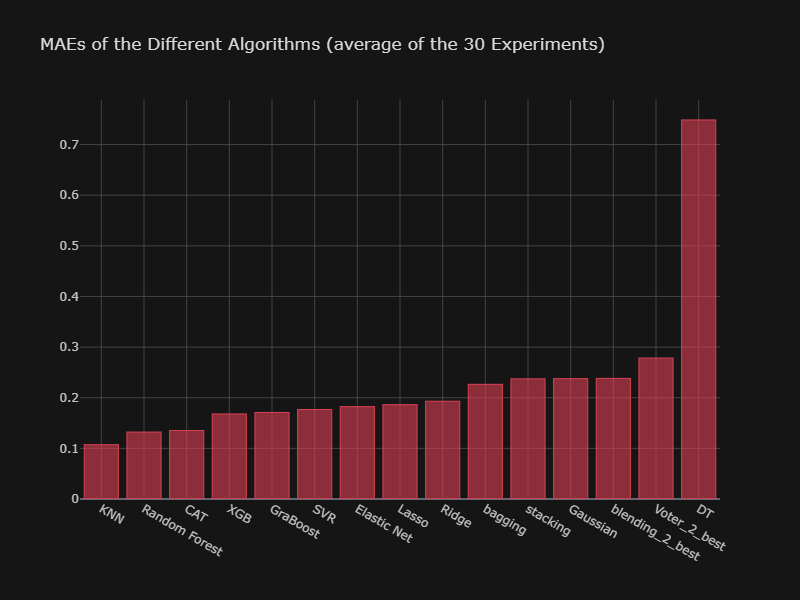 MAEs of the Different Algorithms (average of the 30 Experiments)
0.7
0.6
0.5
0.4
0.3
0.2
0.1
0
KNN
Random Forest
CAT
XGB
GraBoost
SVR
Elastic Net
Lasso
Ridge
bagging
stacking
Gaussian
blending_2_best
Voter_2_best
DT